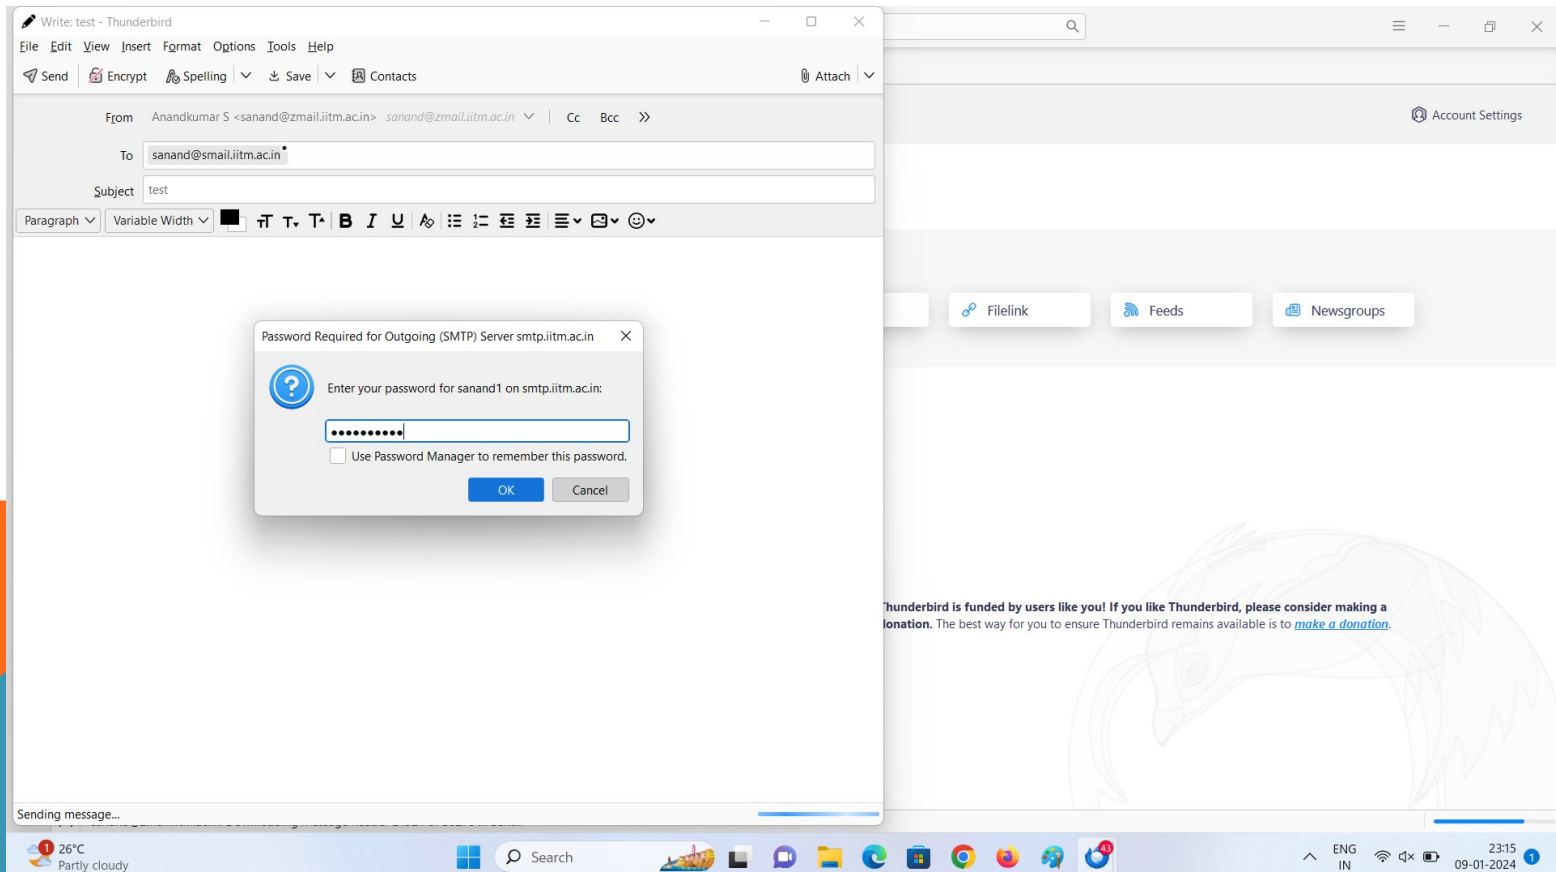 Write: test - Thunderbird
File Edit View Insert Format Options Tools Help
Send Encrypt Spelling Save Contacts Attach
From Anandkumar S <sanand@zmail.iitm.ac.in> sanand@zmail.iitm.ac.in Cc Bcc
Account Settings
To sanand@smail.iitm.ac.in
Subject test
Paragraph Variable Width
Filelink Feeds Newsgroups
Password Required for Outgoing (SMTP) Server smtp.iitm.ac.in
Enter your password for sanand1 on smtp.iitm.ac.in:
Use Password Manager to remember this password.
OK Cancel
hunderbird is funded by users like you! If you like Thunderbird, please consider making a
onation. The best way for you to ensure Thunderbird remains available is to make a donation.
Sending message...
1 26°C
Partly cloudy
Search
43
ENG
IN
23:15
09-01-2024
1